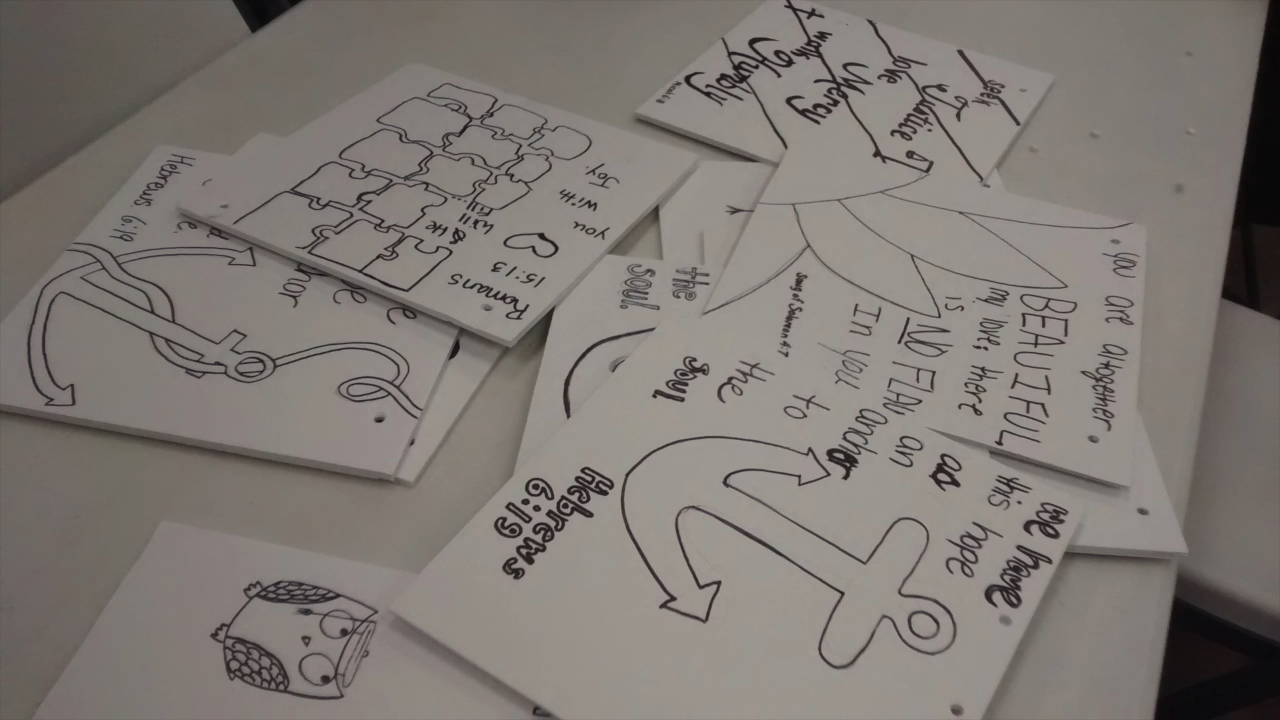 seek
Justice &
love
Mercy
+ walk
Humbly
you are altogether
BEAUIFUL
my love; there
is NO FLAW
In you
Song of Solomon 4:7
we have
this hope
as an
anchor
to
the
soul
Hebrews
6:19
the
soul.
Romans
15:13
& He
will
fill
you
with
Joy.
Hebrews 6:19